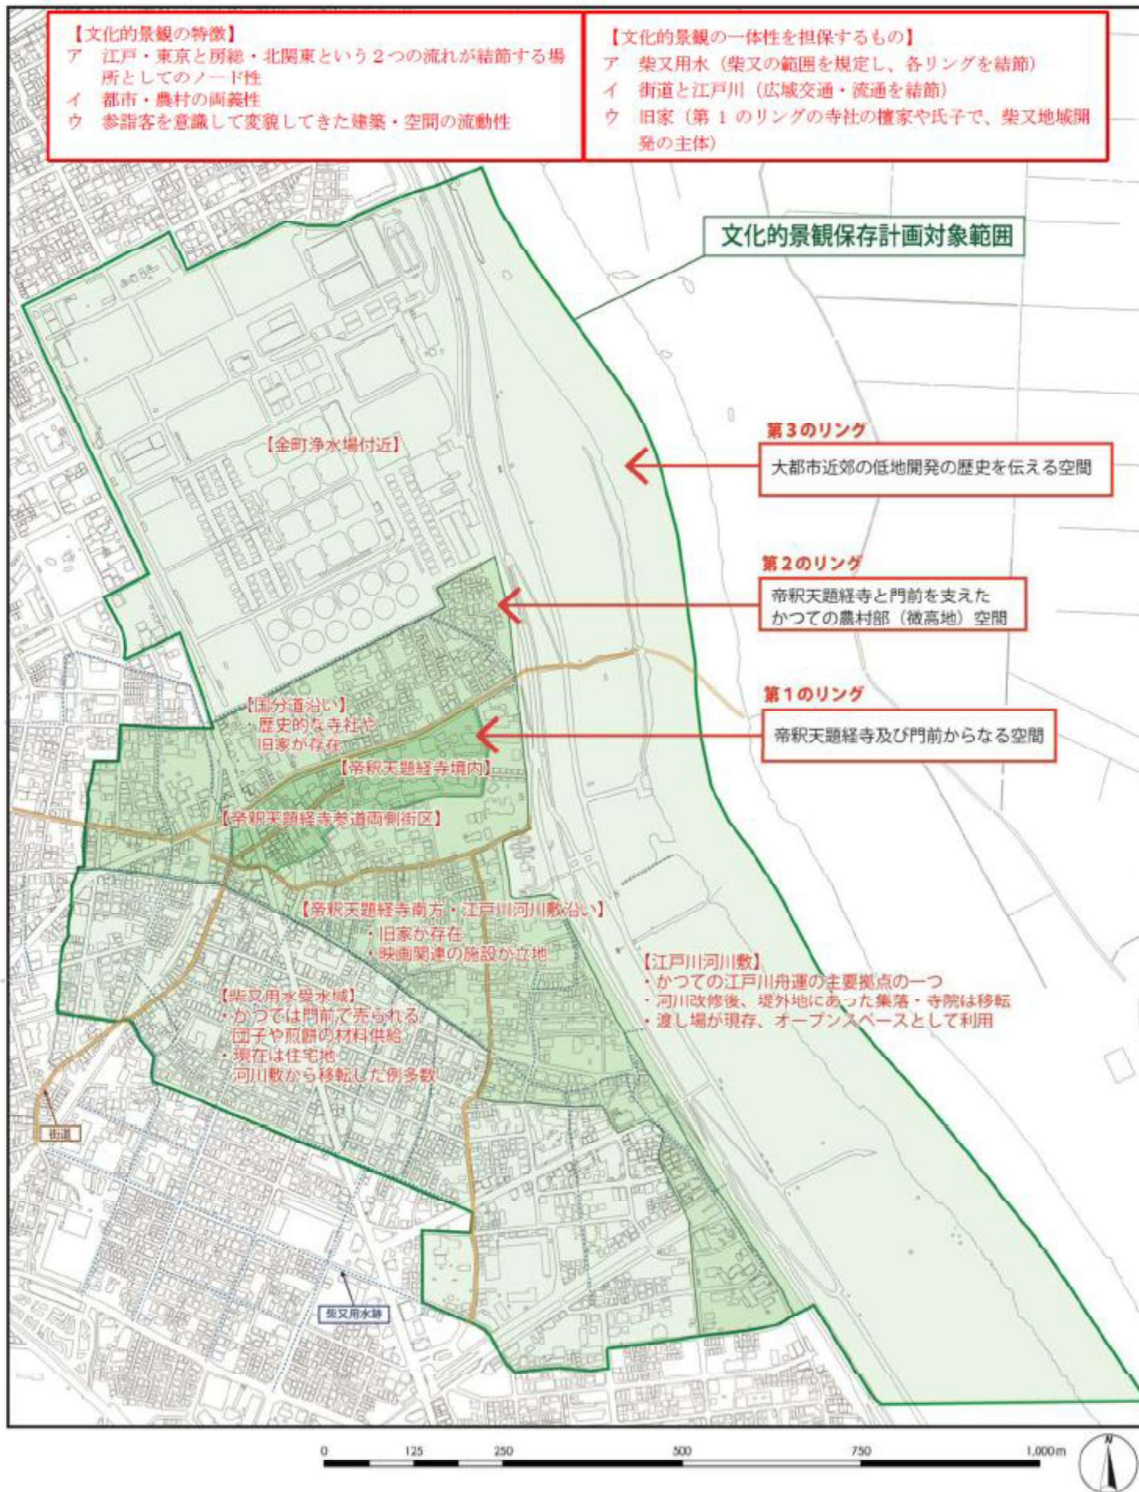 【文化的景観の特徴】
ア 江戸・東京と房総・北関東という2つの流れが結節する場
所としてのノード性
イ 都市・農村の両義性
ウ 参詣客を意識して変貌してきた建築・空間の流動性
【文化的景観の一体性を担保するもの】
ア 柴又用水（柴又の範囲を規定し、各リングを結節）
イ 街道と江戸川（広域交通・流通を結節）
ウ 旧家（第 1 のリングの寺社の檀家や氏子で、柴又地域開
発の主体）
文化的景観保存計画対象範囲
第3のリング
大都市近郊の低地開発の歴史を伝える空間
【金町浄水場付近】
第2のリング
帝釈天題経寺と門前を支えた
かつての農村部（微高地）空間
第1のリング
帝釈天題経寺及び門前からなる空間
【国分道沿い】
・歴史的な寺社や
旧家が存在
【帝釈天題経寺境内】
【帝釈天題経寺参道両側街区】
【帝釈天題経寺南方・江戸川河川敷沿い】
・旧家が存在
・映画関連の施設が立地
【江戸川河川敷】
・かつての江戸川舟運の主要拠点の一つ
・河川改修後、堤外地にあった集落・寺院は移転
・渡し場が現存、オープンスペースとして利用
【柴又用水受水域】
・かつては門前で売られる
団子や煎餅の材料供給
・現在は住宅地
河川敷から移転した例多数
街道
柴又用水跡
0 125 250 500 750 1,000m
N